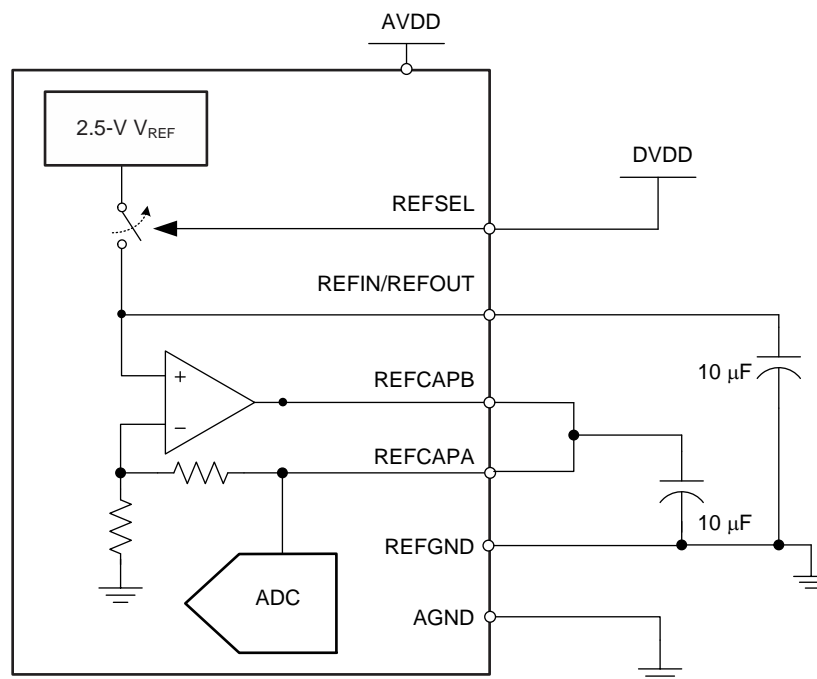 AVDD
2.5-V VREF
DVDD
REFSEL
REFIN/REFOUT
10 μF
REFCAPB
REFCAPA
10 μF
REFGND
ADC
AGND
+
−